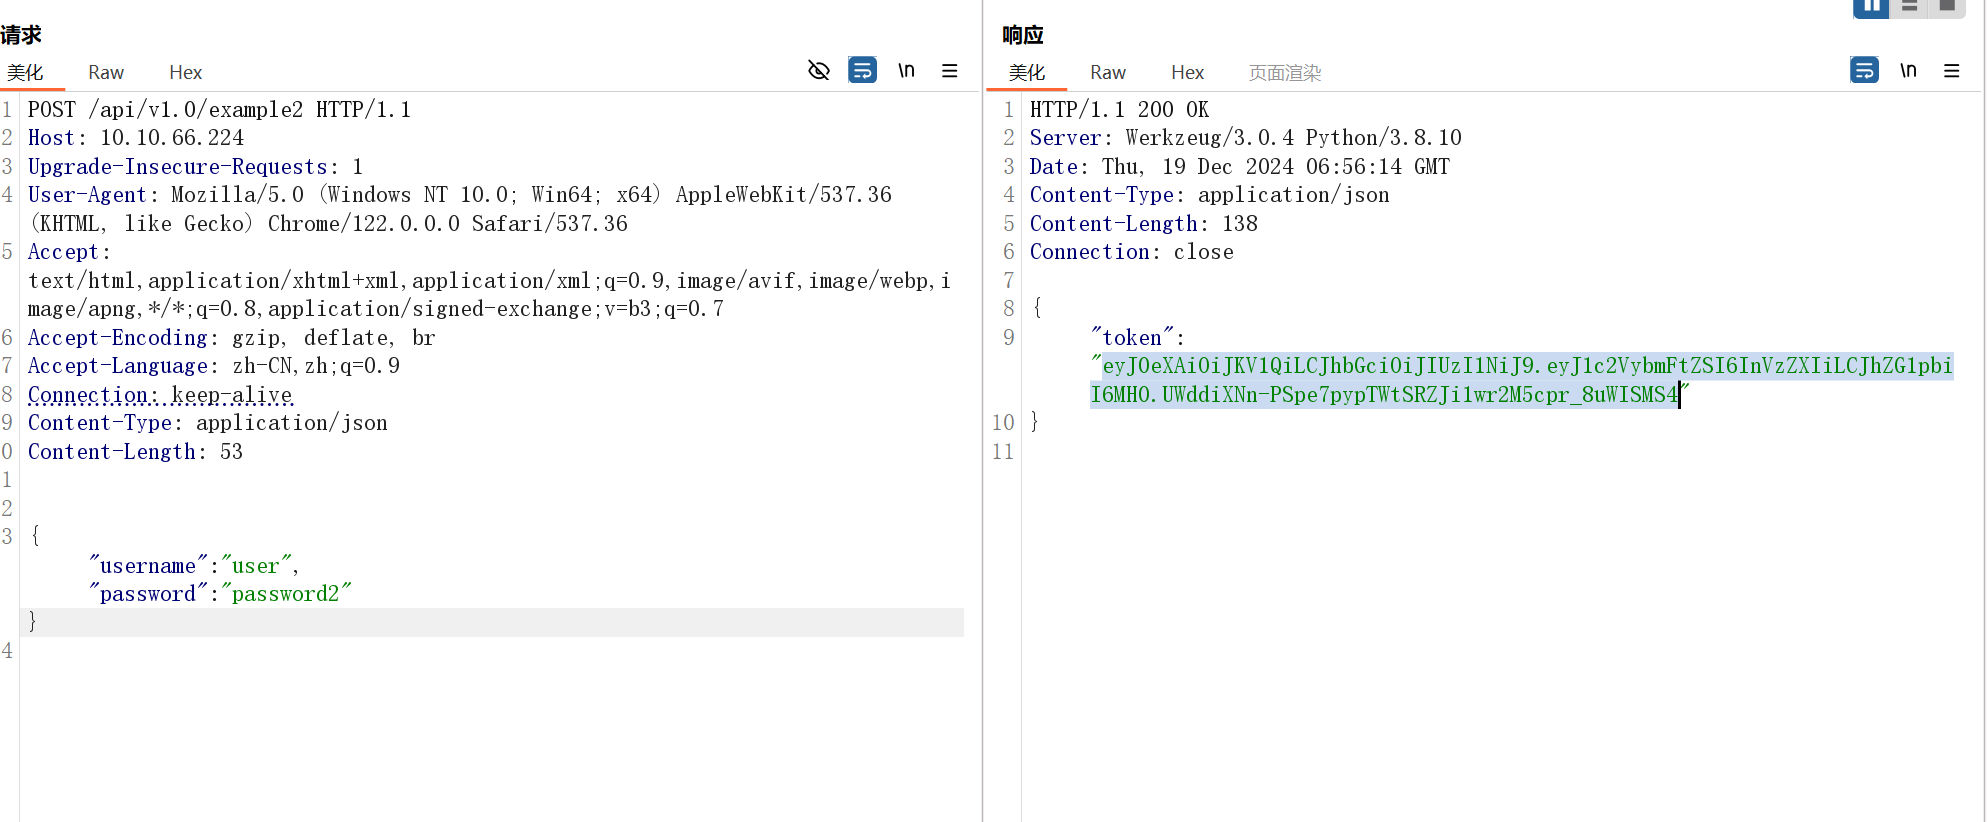 请求
美化 Raw Hex \n
1 POST /api/v1.0/example2 HTTP/1.1
2 Host: 10.10.66.224
3 Upgrade-Insecure-Requests: 1
4 User-Agent: Mozilla/5.0 (Windows NT 10.0; Win64; x64) AppleWebKit/537.36
(KHTML, like Gecko) Chrome/122.0.0.0 Safari/537.36
5 Accept:
text/html,application/xhtml+xml,application/xml;q=0.9,image/avif,image/webp,i
mage/apng,*/*;q=0.8,application/signed-exchange;v=b3;q=0.7
6 Accept-Encoding: gzip, deflate, br
7 Accept-Language: zh-CN,zh;q=0.9
8 Connection: keep-alive
9 Content-Type: application/json
0 Content-Length: 53
1
2
3 {
"username":"user",
"password":"password2"
}
4
响应
美化 Raw Hex 页面渲染 \n
1 HTTP/1.1 200 OK
2 Server: Werkzeug/3.0.4 Python/3.8.10
3 Date: Thu, 19 Dec 2024 06:56:14 GMT
4 Content-Type: application/json
5 Content-Length: 138
6 Connection: close
7
8 {
9 "token":
"eyJ0eXAiOiJKV1QiLCJhbGciOiJIUzI1NiJ9.eyJ1c2VybmFtZSI6InVzZXIiLCJhZG1pbi
I6MH0.UWddiXNn-PSpe7pypTWtSRZJi1wr2M5cpr_8uWISMS4"
10 }
11